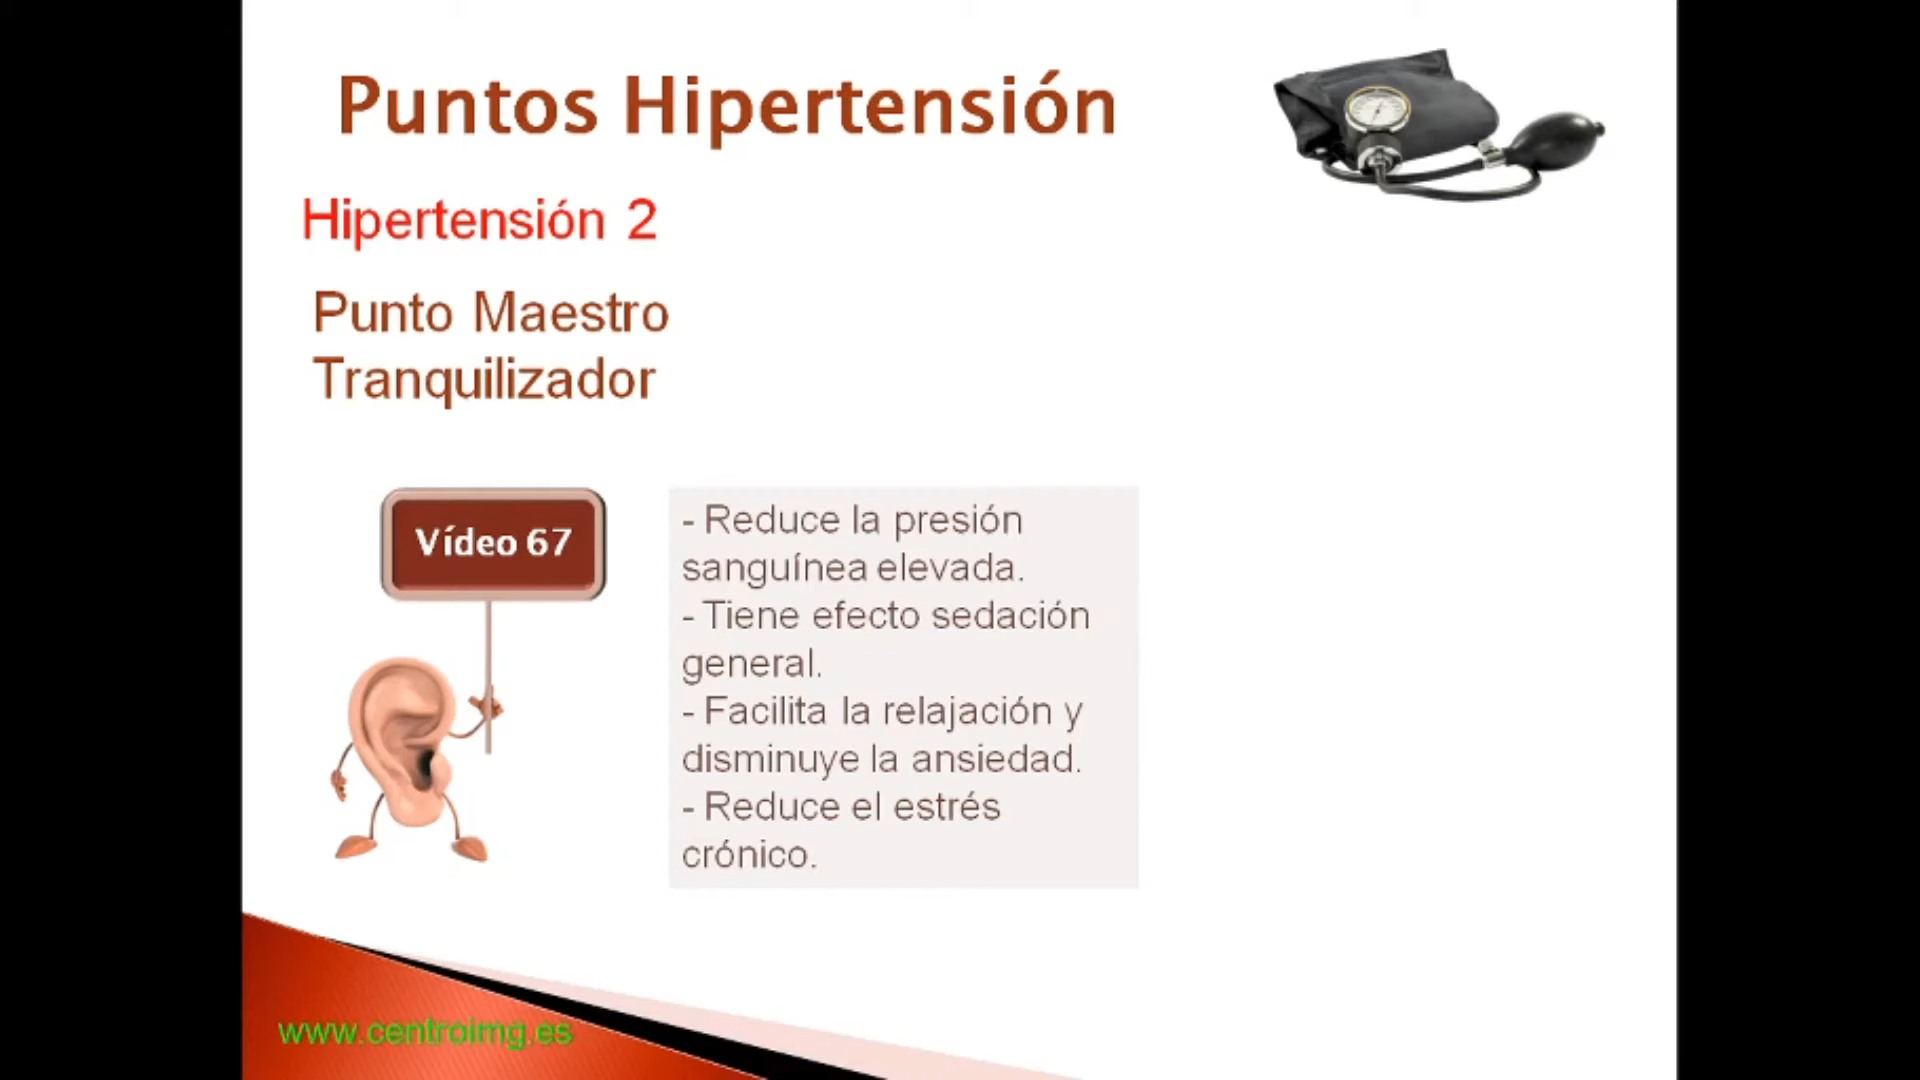 Puntos Hipertensión
Hipertensión 2
Punto Maestro
Tranquilizador
Vídeo 67
- Reduce la presión
sanguínea elevada.
- Tiene efecto sedación
general.
- Facilita la relajación y
disminuye la ansiedad.
- Reduce el estrés
crónico.
www.centroimg.es